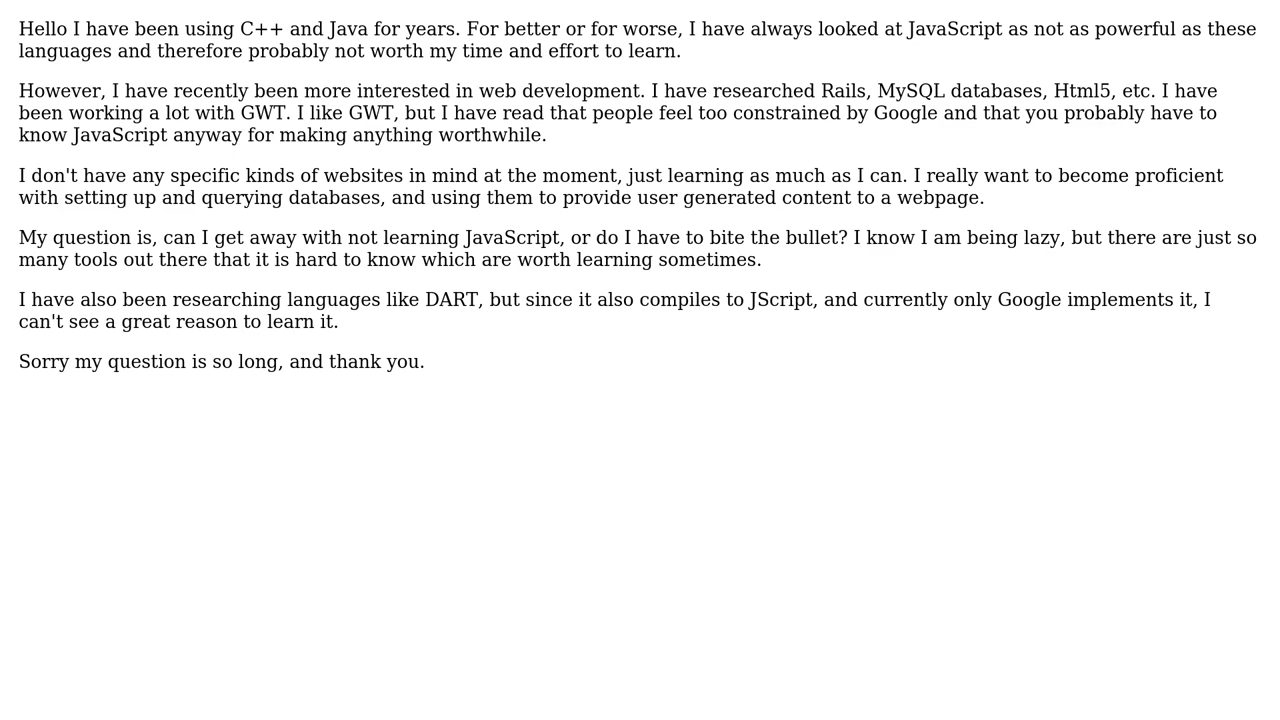 Hello I have been using C++ and Java for years. For better or for worse, I have always looked at JavaScript as not as powerful as these
languages and therefore probably not worth my time and effort to learn.
However, I have recently been more interested in web development. I have researched Rails, MySQL databases, Html5, etc. I have
been working a lot with GWT. I like GWT, but I have read that people feel too constrained by Google and that you probably have to
know JavaScript anyway for making anything worthwhile.
I don't have any specific kinds of websites in mind at the moment, just learning as much as I can. I really want to become proficient
with setting up and querying databases, and using them to provide user generated content to a webpage.
My question is, can I get away with not learning JavaScript, or do I have to bite the bullet? I know I am being lazy, but there are just so
many tools out there that it is hard to know which are worth learning sometimes.
I have also been researching languages like DART, but since it also compiles to JScript, and currently only Google implements it, I
can't see a great reason to learn it.
Sorry my question is so long, and thank you.